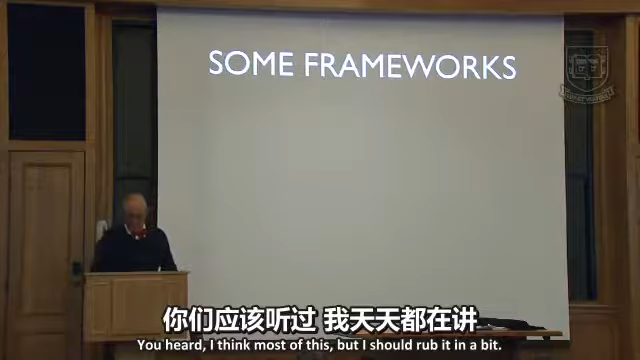 SOME FRAMEWORKS
你们应该听过 我天天都在讲
You heard, I think most of this, but I should rub it in a bit.